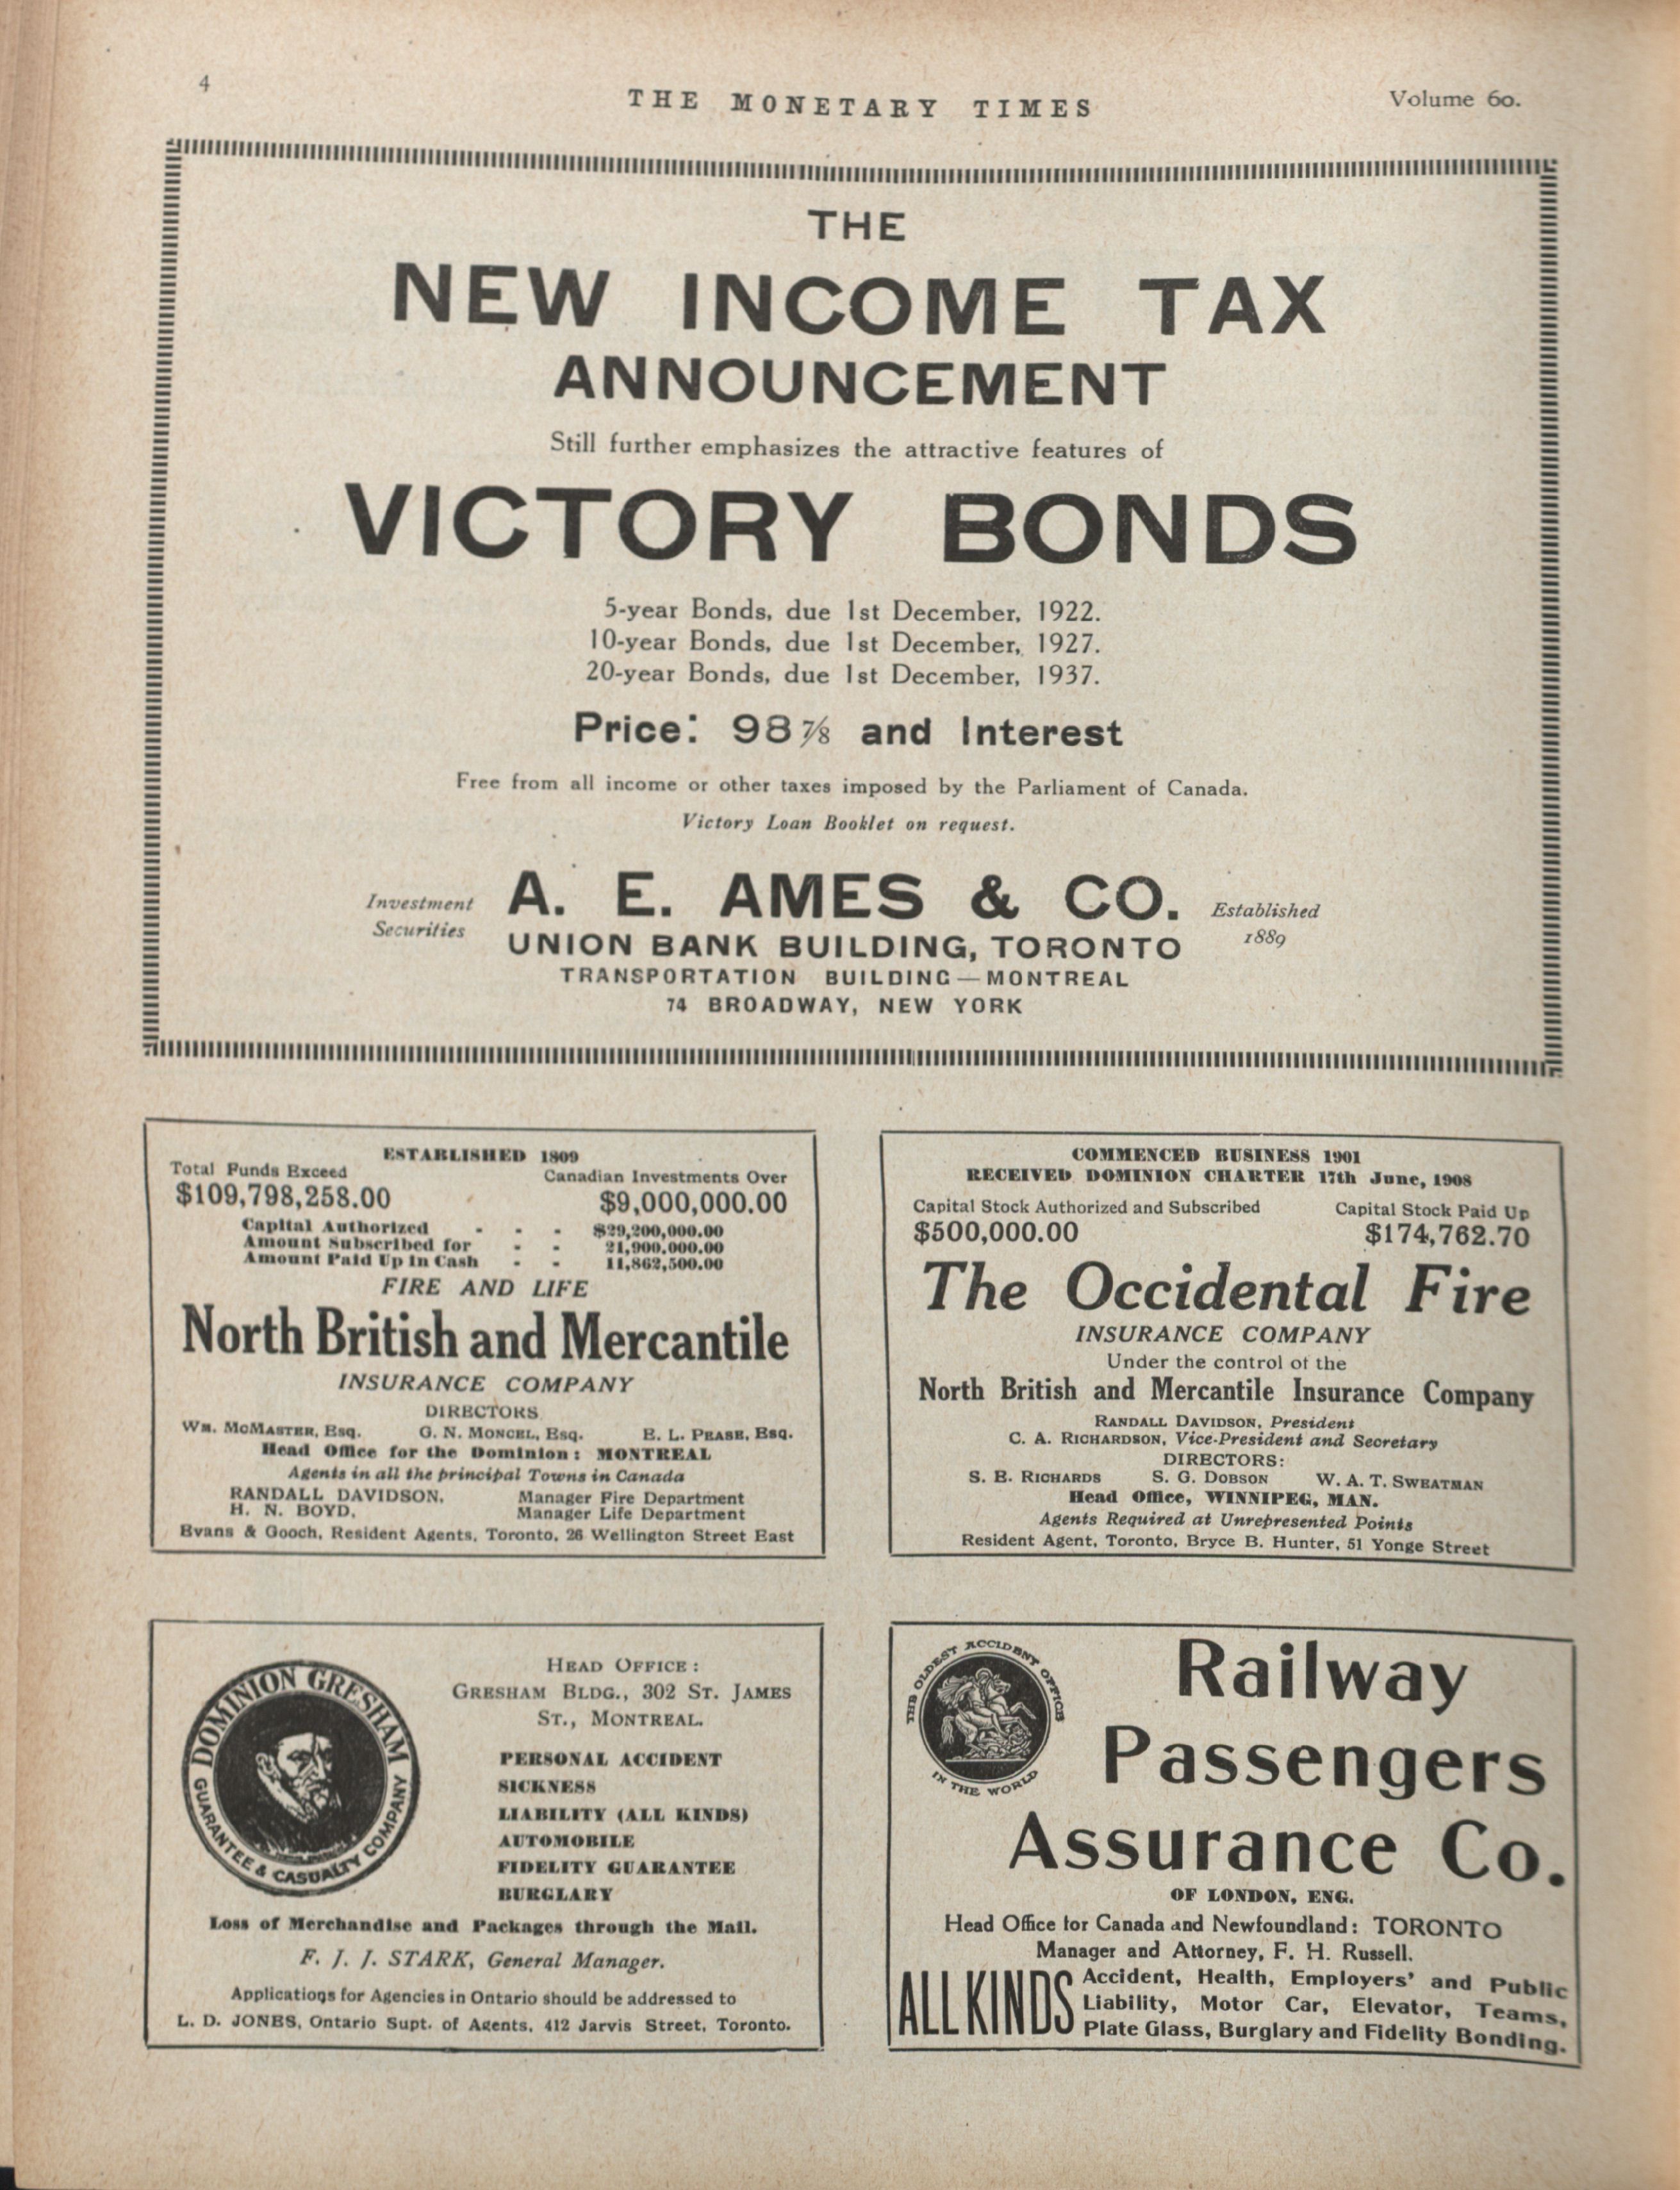 4
THE MONETARY TIMES
Volume 60.
THE
NEW INCOME TAX
ANNOUNCEMENT
Still further emphasizes the attractive features of
VICTORY BONDS
5-year Bonds, due 1st December, 1922.
10-year Bonds, due 1st December, 1927.
20-year Bonds, due 1st December, 1937.
Price: 98⅞ and Interest
Free from all income or other taxes imposed by the Parliament of Canada.
Victory Loan Booklet on request.
Investment
Securities
A. E. AMES & CO.
Established
1889
UNION BANK BUILDING, TORONTO
TRANSPORTATION BUILDING — MONTREAL
74 BROADWAY, NEW YORK
ESTABLISHED 1809
Total Funds Exceed
Canadian Investments Over
$109,798,258.00
$9,000,000.00
Capital Authorized - - - $29,200,000.00
Amount Subscribed for - - 21,900,000.00
Amount Paid Up in Cash - - 11,862,500.00
FIRE AND LIFE
North British and Mercantile
INSURANCE COMPANY
DIRECTORS
Wm. McMaster, Esq. G. N. Moncel, Esq. E. L. Pease, Esq.
Head Office for the Dominion: MONTREAL
Agents in all the principal Towns in Canada
RANDALL DAVIDSON, Manager Fire Department
H. N. BOYD, Manager Life Department
Evans & Gooch, Resident Agents, Toronto, 26 Wellington Street East
COMMENCED BUSINESS 1901
RECEIVED DOMINION CHARTER 17th June, 1908
Capital Stock Authorized and Subscribed
Capital Stock Paid Up
$500,000.00
$174,762.70
The Occidental Fire
INSURANCE COMPANY
Under the control of the
North British and Mercantile Insurance Company
Randall Davidson, President
C. A. Richardson, Vice-President and Secretary
DIRECTORS:
S. E. Richards S. G. Dobson W. A. T. Sweatman
Head Office, WINNIPEG, MAN.
Agents Required at Unrepresented Points
Resident Agent, Toronto, Bryce B. Hunter, 51 Yonge Street
DOMINION GRESHAM
GUARANTEE & CASUALTY COMPANY
Head Office:
Gresham Bldg., 302 St. James
St., Montreal.
PERSONAL ACCIDENT
SICKNESS
LIABILITY (ALL KINDS)
AUTOMOBILE
FIDELITY GUARANTEE
BURGLARY
Loss of Merchandise and Packages through the Mail.
F. J. J. STARK, General Manager.
Applications for Agencies in Ontario should be addressed to
L. D. JONES, Ontario Supt. of Agents, 412 Jarvis Street, Toronto.
THE OLDEST ACCIDENT OFFICE
IN THE WORLD
Railway
Passengers
Assurance Co.
OF LONDON, ENG.
Head Office for Canada and Newfoundland: TORONTO
Manager and Attorney, F. H. Russell.
ALL KINDS
Accident, Health, Employers' and Public
Liability, Motor Car, Elevator, Teams,
Plate Glass, Burglary and Fidelity Bonding.